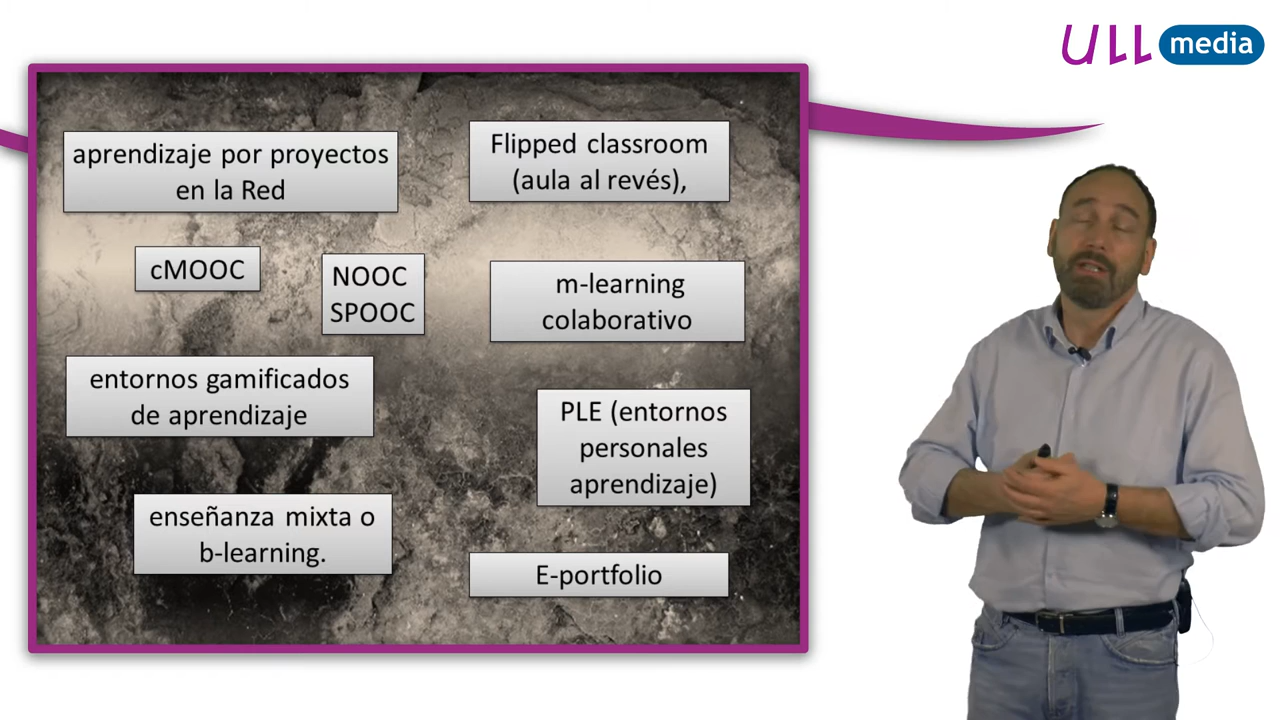 ULL media
aprendizaje por proyectos
en la Red
Flipped classroom
(aula al revés),
cMOOC
NOOC
SPOOC
m-learning
colaborativo
entornos gamificados
de aprendizaje
PLE (entornos
personales
aprendizaje)
enseñanza mixta o
b-learning.
E-portfolio